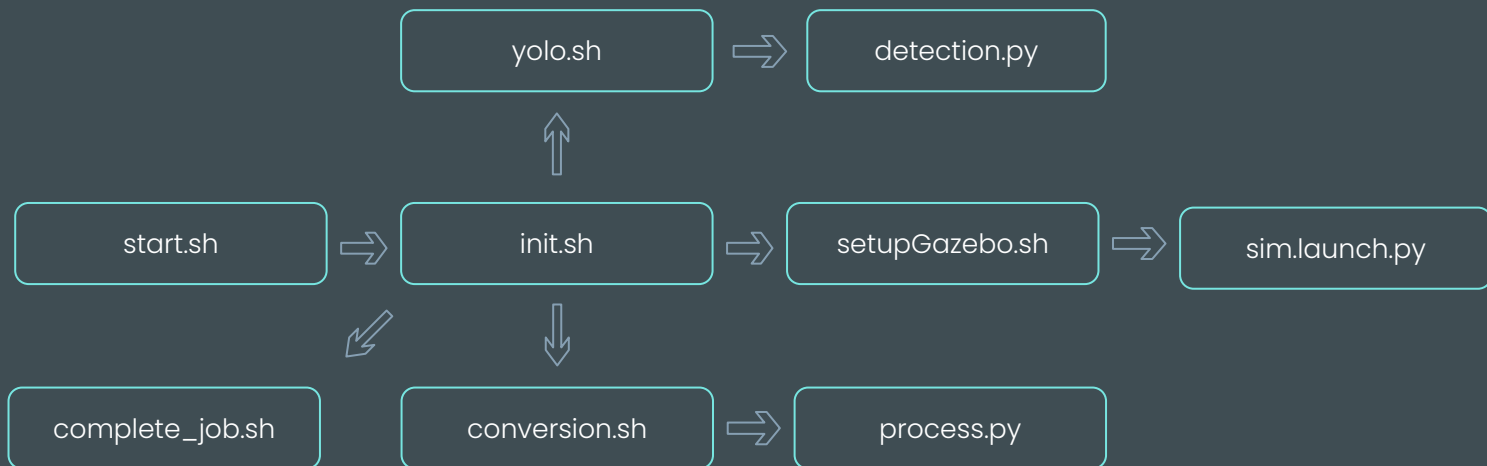 yolo.sh
detection.py
start.sh
init.sh
setupGazebo.sh
sim.launch.py
complete_job.sh
conversion.sh
process.py